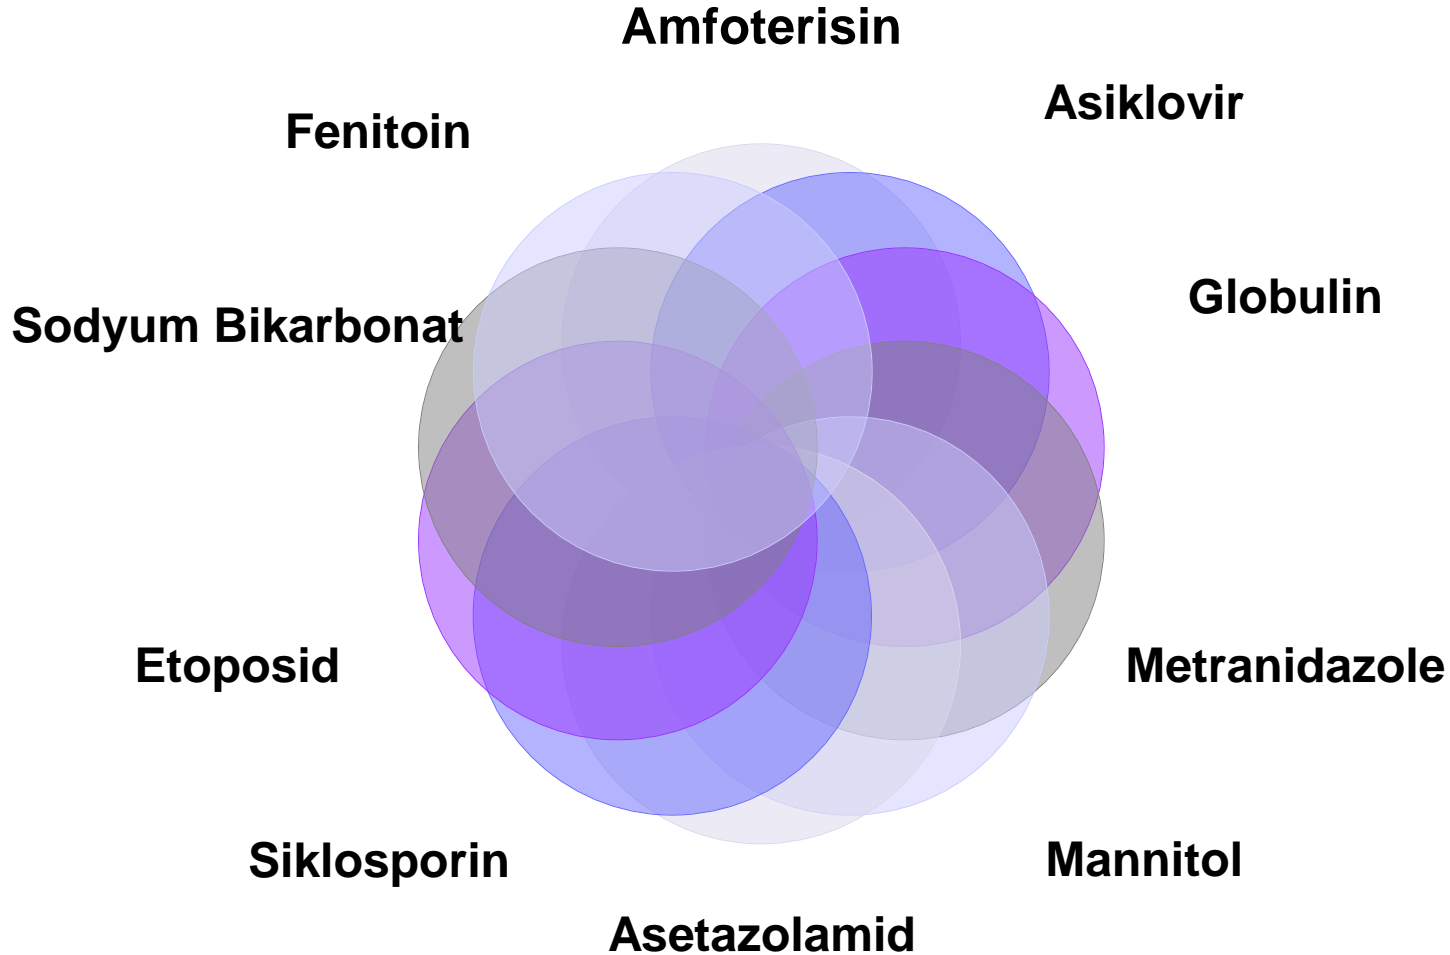 Amfoterisin
Asiklovir
Fenitoin
Globulin
Sodyum Bikarbonat
Etoposid
Metranidazole
Siklosporin
Mannitol
Asetazolamid